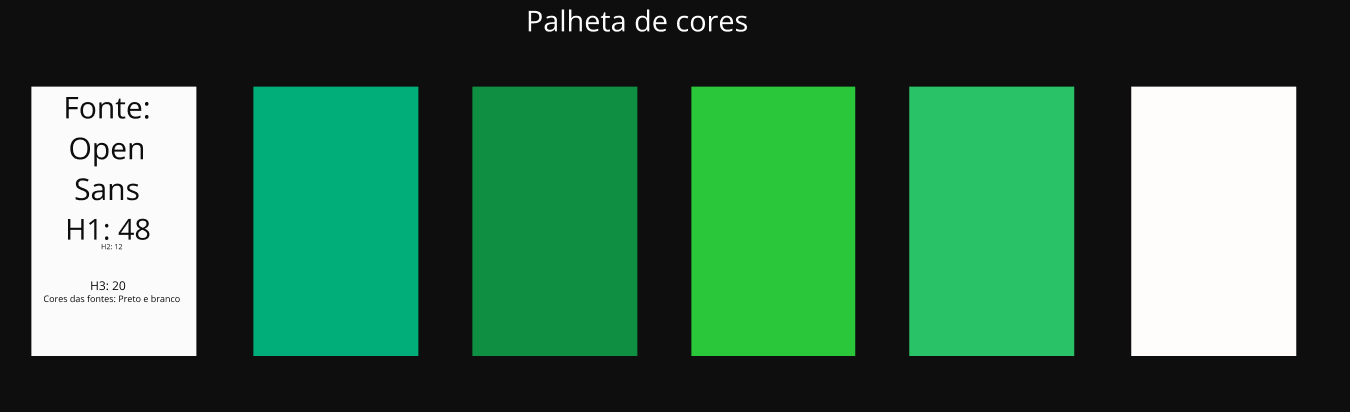 Palheta de cores
Fonte:
Open
Sans
H1: 48
H2: 12
H3: 20
Cores das fontes: Preto e branco